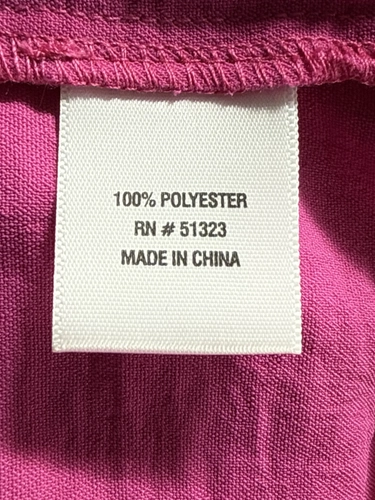 100% POLYESTER
RN # 51323
MADE IN CHINA